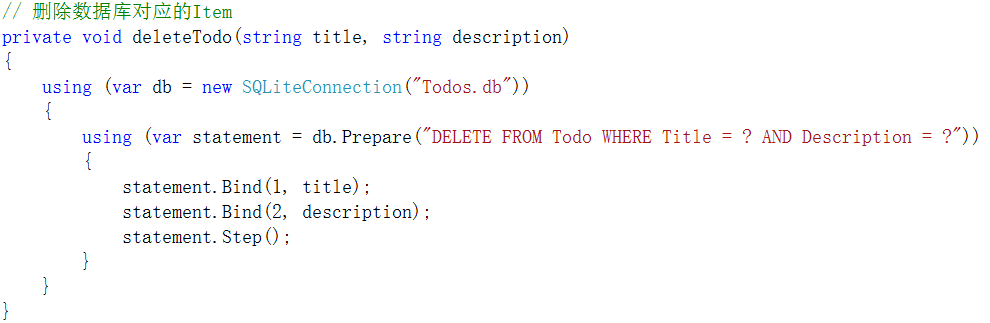 // 删除数据库对应的Item
private void deleteTodo(string title, string description)
{
    using (var db = new SQLiteConnection("Todos.db"))
    {
        using (var statement = db.Prepare("DELETE FROM Todo WHERE Title = ? AND Description = ?"))
        {
            statement.Bind(1, title);
            statement.Bind(2, description);
            statement.Step();
        }
    }
}